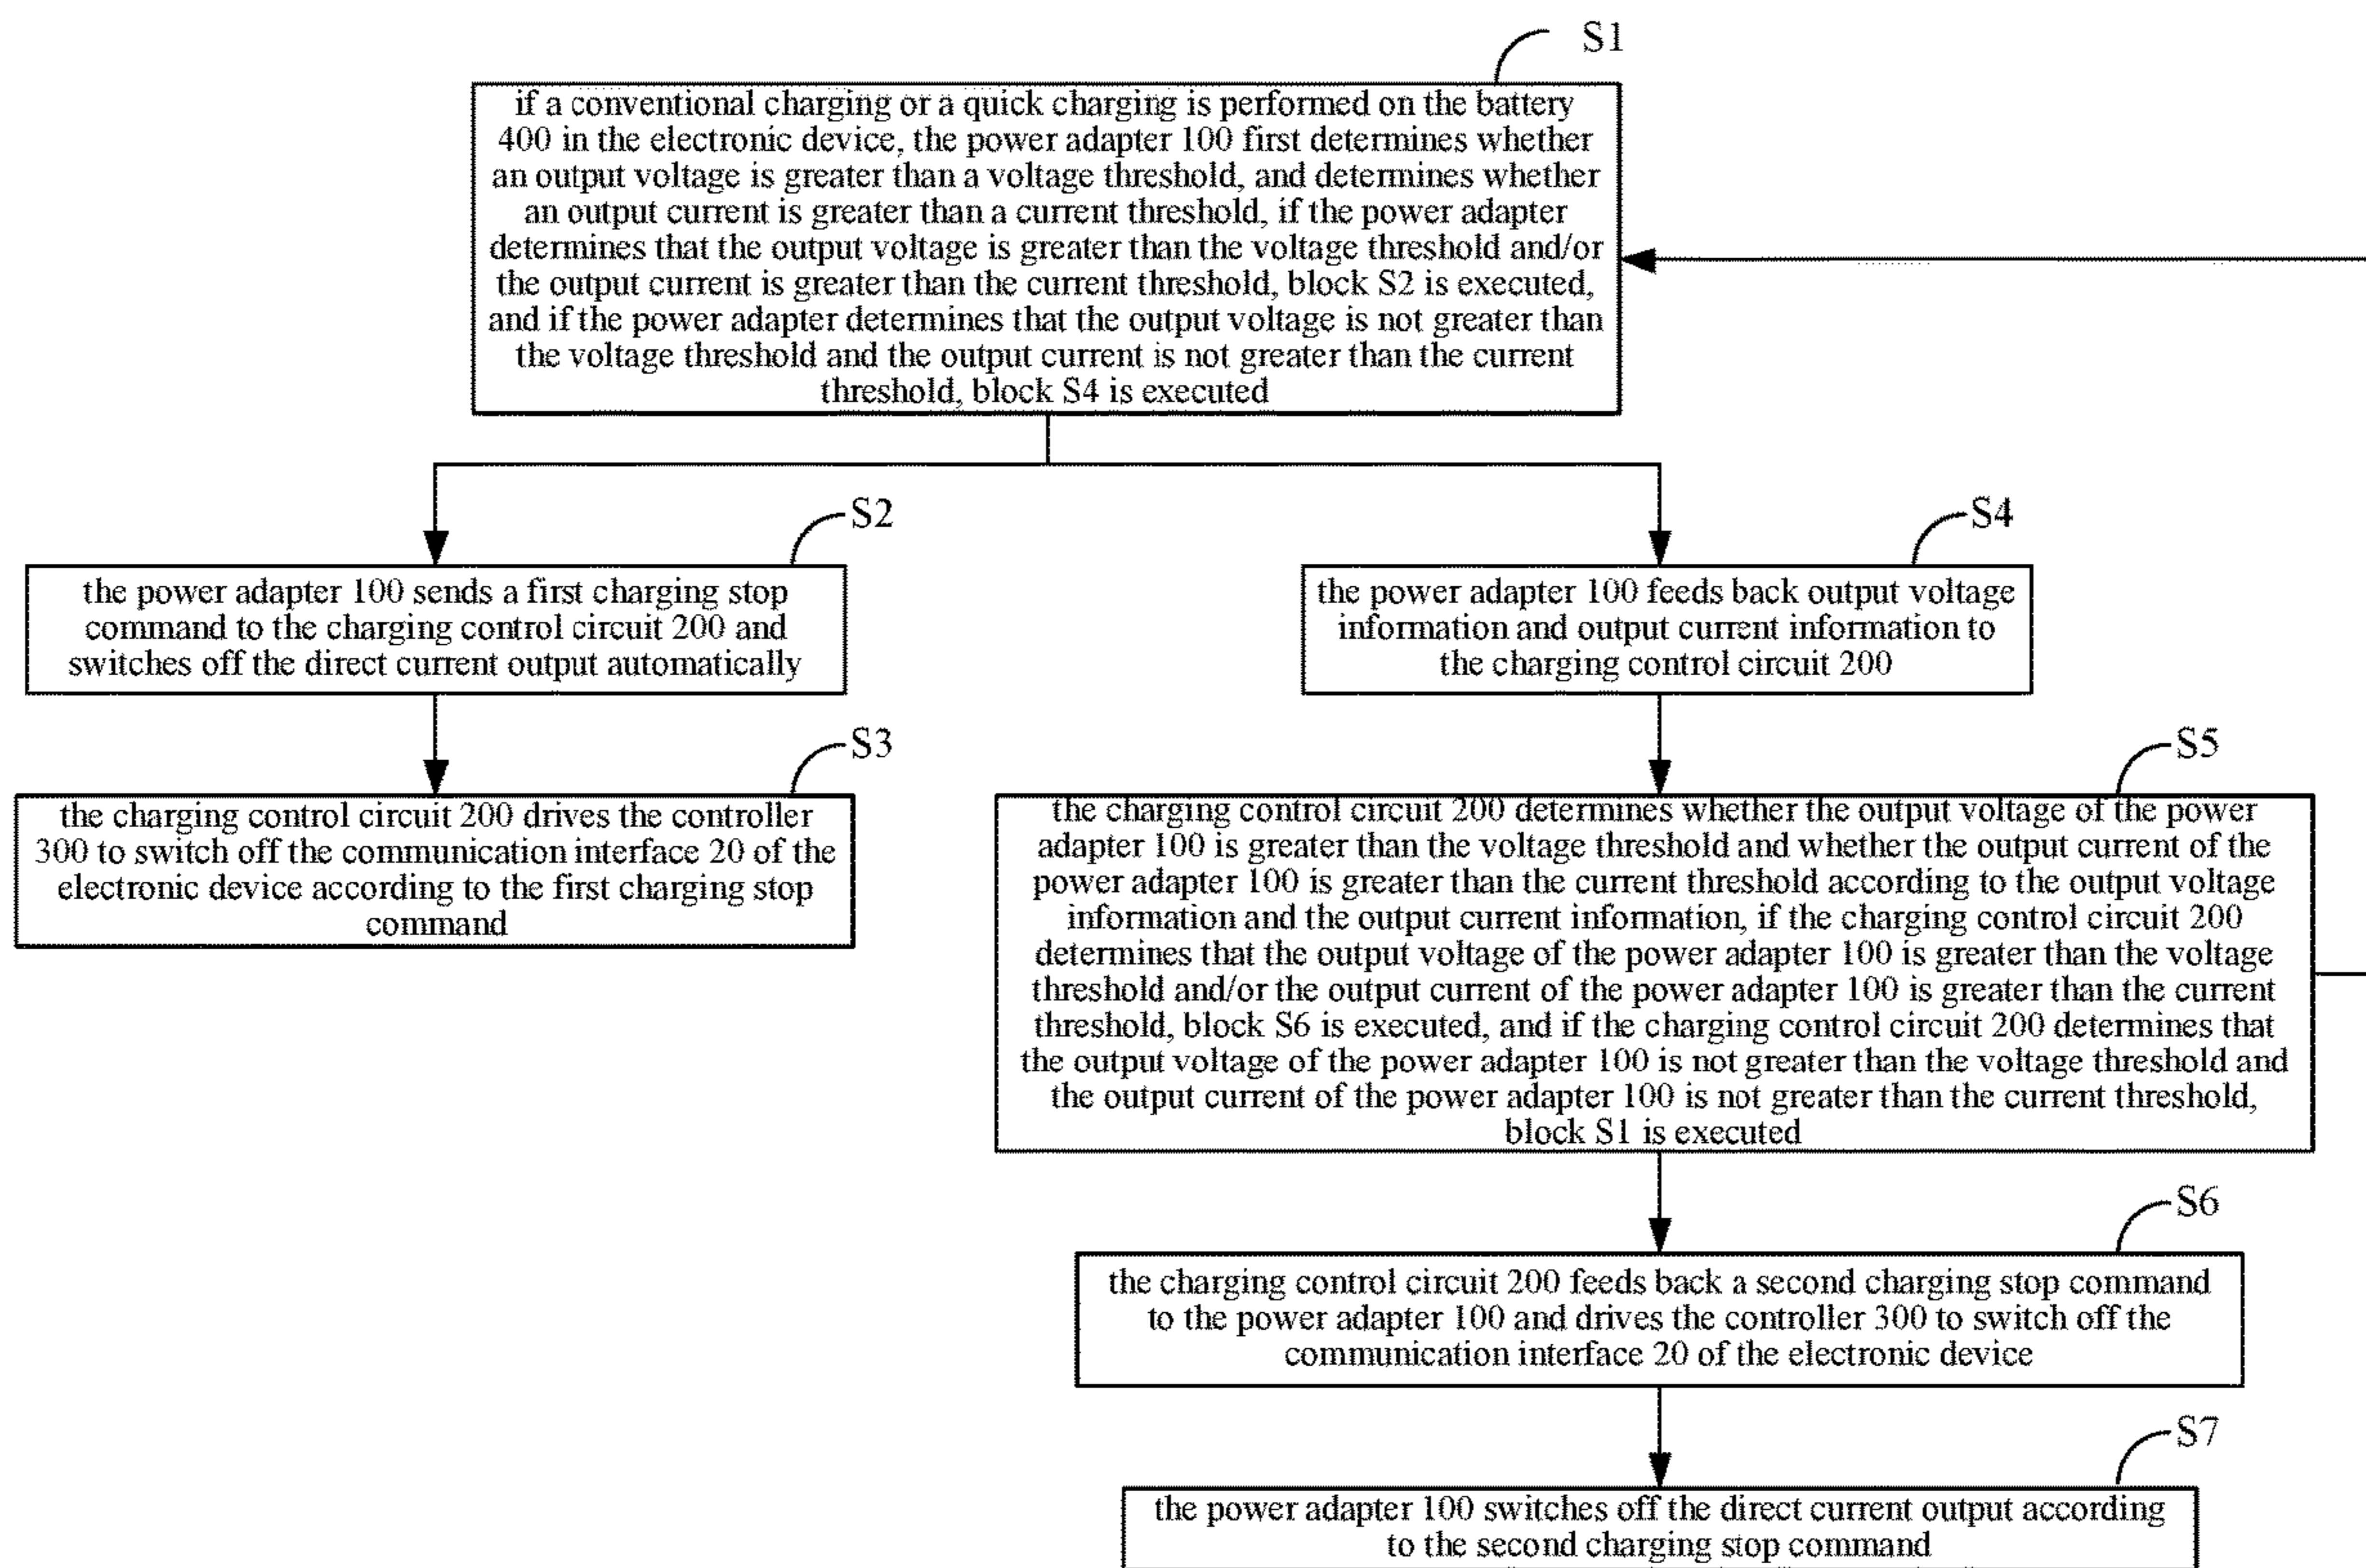 S1
if a conventional charging or a quick charging is performed on the battery
400 in the electronic device, the power adapter 100 first determines whether
an output voltage is greater than a voltage threshold, and determines whether
an output current is greater than a current threshold, if the power adapter
determines that the output voltage is greater than the voltage threshold and/or
the output current is greater than the current threshold, block S2 is executed,
and if the power adapter determines that the output voltage is not greater than
the voltage threshold and the output current is not greater than the current
threshold, block S4 is executed
S2
the power adapter 100 sends a first charging stop
command to the charging control circuit 200 and
switches off the direct current output automatically
S3
the charging control circuit 200 drives the controller
300 to switch off the communication interface 20 of the
electronic device according to the first charging stop
command
S4
the power adapter 100 feeds back output voltage
information and output current information to
the charging control circuit 200
S5
the charging control circuit 200 determines whether the output voltage of the power
adapter 100 is greater than the voltage threshold and whether the output current of the
power adapter 100 is greater than the current threshold according to the output voltage
information and the output current information, if the charging control circuit 200
determines that the output voltage of the power adapter 100 is greater than the voltage
threshold and/or the output current of the power adapter 100 is greater than the current
threshold, block S6 is executed, and if the charging control circuit 200 determines that
the output voltage of the power adapter 100 is not greater than the voltage threshold and
the output current of the power adapter 100 is not greater than the current threshold,
block S1 is executed
S6
the charging control circuit 200 feeds back a second charging stop command
to the power adapter 100 and drives the controller 300 to switch off the
communication interface 20 of the electronic device
S7
the power adapter 100 switches off the direct current output according
to the second charging stop command